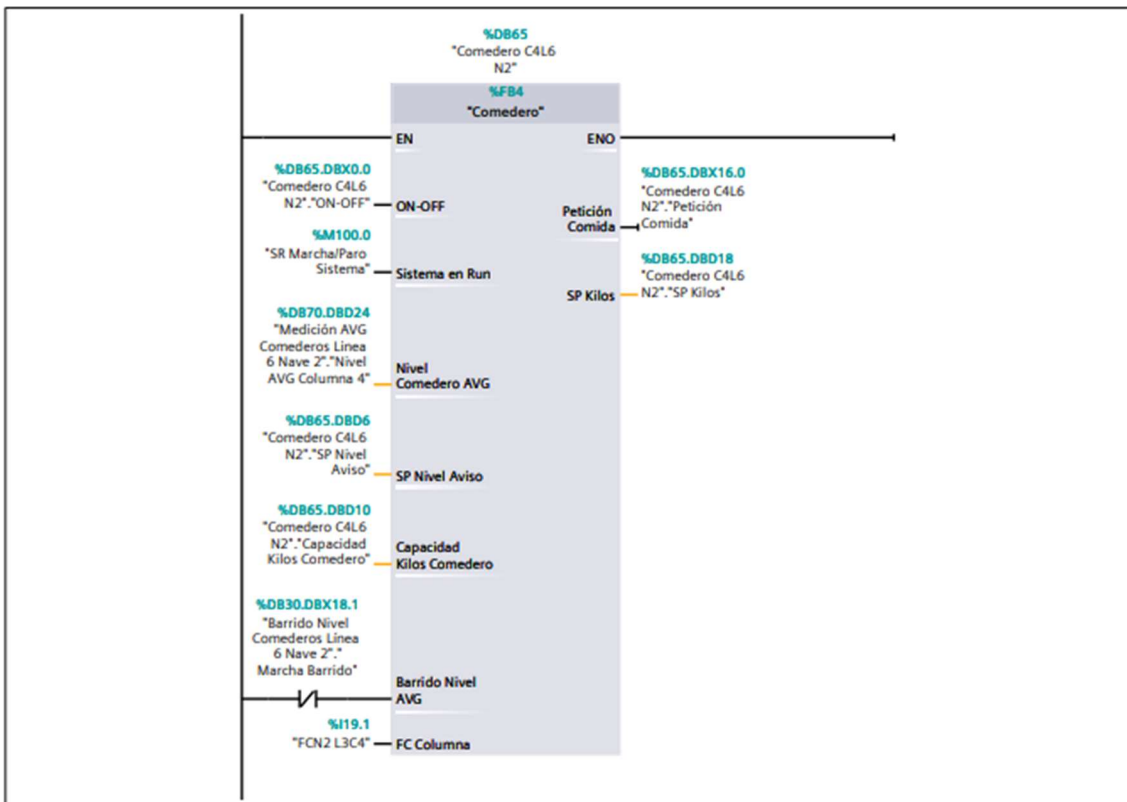 %DB65
"Comedero C4L6
N2"
%FB4
"Comedero"
EN
ENO
%DB65.DBX0.0
"Comedero C4L6
N2"."ON-OFF"
ON-OFF
%DB65.DBX16.0
"Comedero C4L6
N2"."Petición
Comida"
Petición
Comida
%M100.0
"SR Marcha/Paro
Sistema"
Sistema en Run
%DB65.DBD18
"Comedero C4L6
N2"."SP Kilos"
SP Kilos
%DB70.DBD24
"Medición AVG
Comederos Linea
6 Nave 2"."Nivel
AVG Columna 4"
Nivel
Comedero AVG
%DB65.DBD6
"Comedero C4L6
N2"."SP Nivel
Aviso"
SP Nivel Aviso
%DB65.DBD10
"Comedero C4L6
N2"."Capacidad
Kilos Comedero"
Capacidad
Kilos Comedero
%DB30.DBX18.1
"Barrido Nivel
Comederos Línea
6 Nave 2"."
Marcha Barrido"
Barrido Nivel
AVG
%I19.1
"FCN2 L3C4"
FC Columna